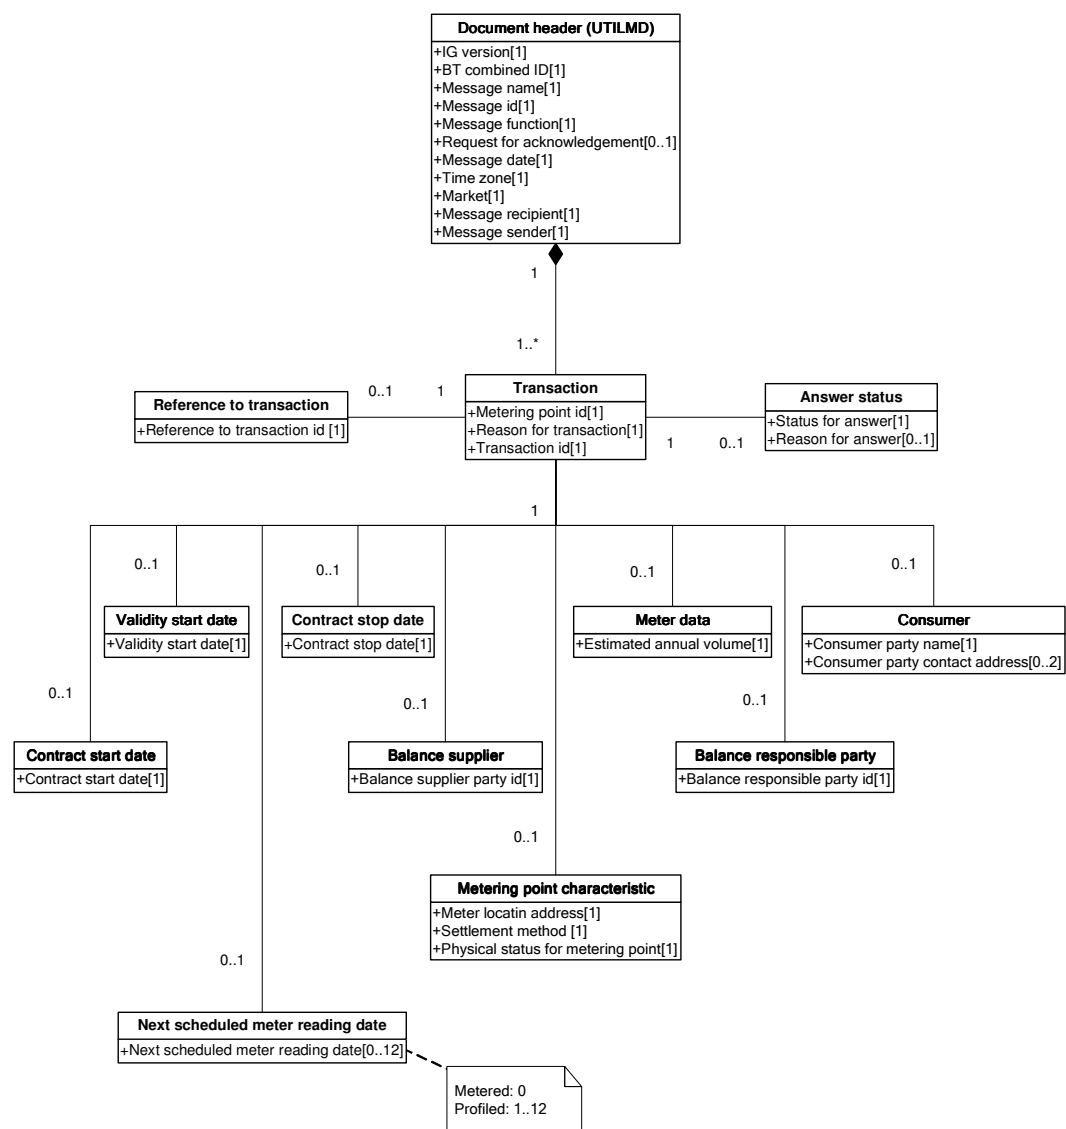 Document header (UTILMD)
+IG version[1]
+BT combined ID[1]
+Message name[1]
+Message id[1]
+Message function[1]
+Request for acknowledgement[0..1]
+Message date[1]
+Time zone[1]
+Market[1]
+Message recipient[1]
+Message sender[1]
1
1..*
Reference to transaction
+Reference to transaction id [1]
0..1
1
Transaction
+Metering point id[1]
+Reason for transaction[1]
+Transaction id[1]
1
0..1
Answer status
+Status for answer[1]
+Reason for answer[0..1]
1
0..1
Validity start date
+Validity start date[1]
0..1
Contract stop date
+Contract stop date[1]
0..1
Meter data
+Estimated annual volume[1]
0..1
Consumer
+Consumer party name[1]
+Consumer party contact address[0..2]
0..1
Contract start date
+Contract start date[1]
0..1
Balance supplier
+Balance supplier party id[1]
0..1
Balance responsible party
+Balance responsible party id[1]
0..1
Metering point characteristic
+Meter locatin address[1]
+Settlement method [1]
+Physical status for metering point[1]
0..1
Next scheduled meter reading date
+Next scheduled meter reading date[0..12]
Metered: 0
Profiled: 1..12